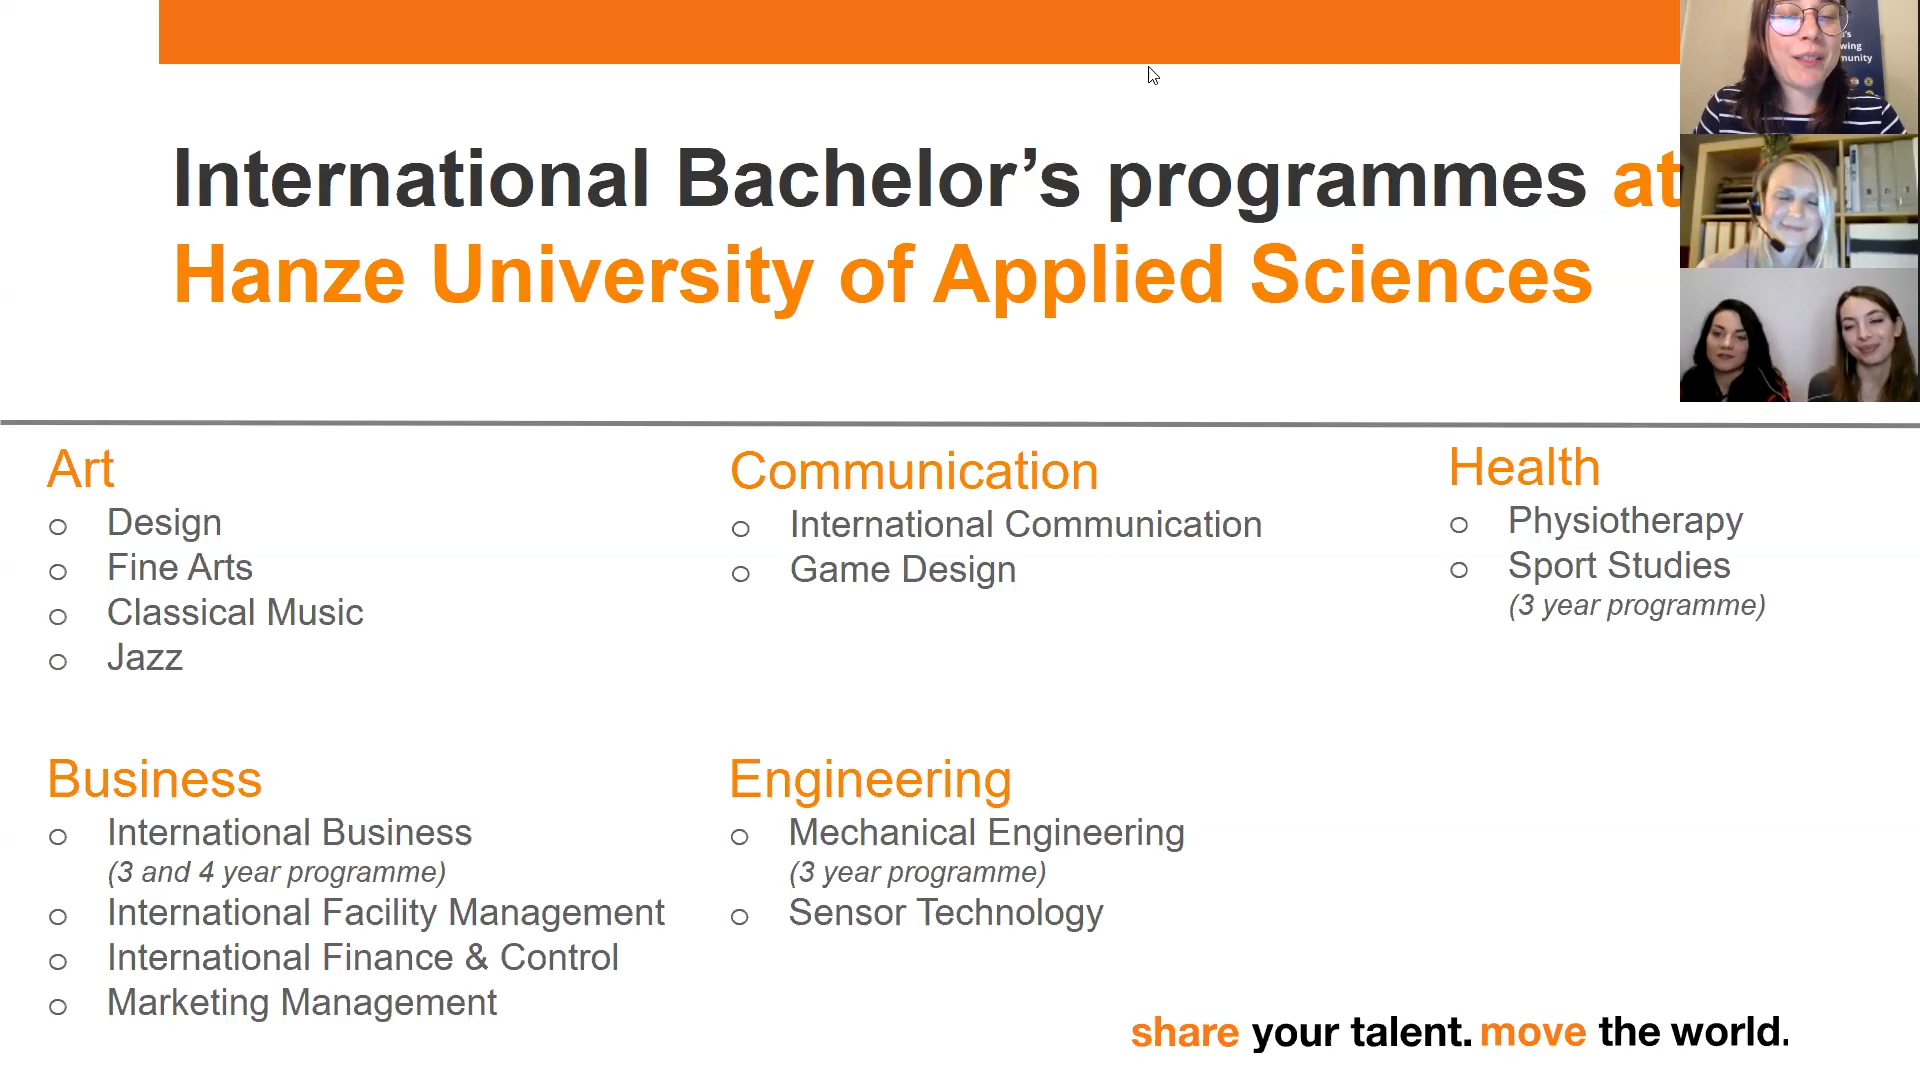 International Bachelor’s programmes at
Hanze University of Applied Sciences
Art
Design
Fine Arts
Classical Music
Jazz
Communication
International Communication
Game Design
Health
Physiotherapy
Sport Studies
(3 year programme)
Business
International Business
(3 and 4 year programme)
International Facility Management
International Finance & Control
Marketing Management
Engineering
Mechanical Engineering
(3 year programme)
Sensor Technology
share your talent. move the world.